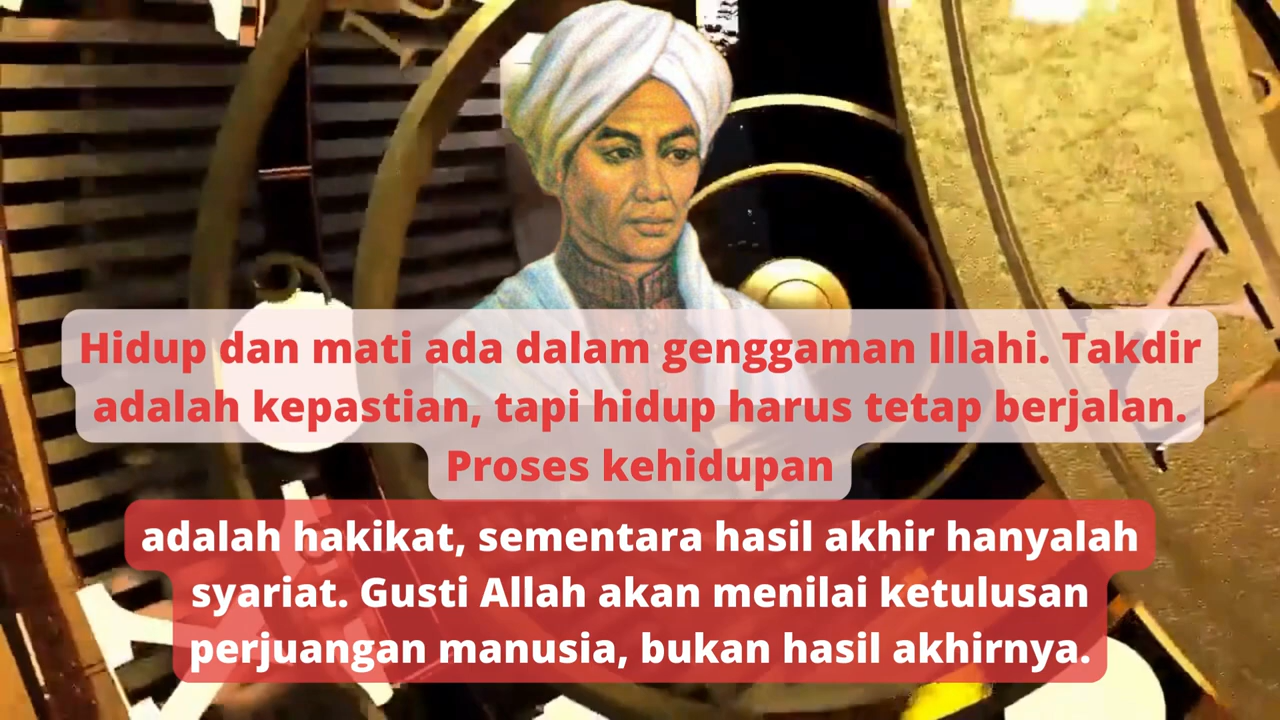 Hidup dan mati ada dalam genggaman Illahi. Takdir
adalah kepastian, tapi hidup harus tetap berjalan.
Proses kehidupan
adalah hakikat, sementara hasil akhir hanyalah
syariat. Gusti Allah akan menilai ketulusan
perjuangan manusia, bukan hasil akhirnya.